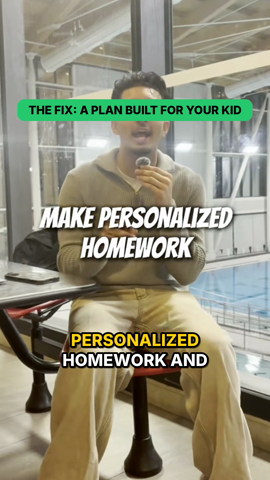 THE FIX: A PLAN BUILT FOR YOUR KID
MAKE PERSONALIZED
HOMEWORK
PERSONALIZED
HOMEWORK AND